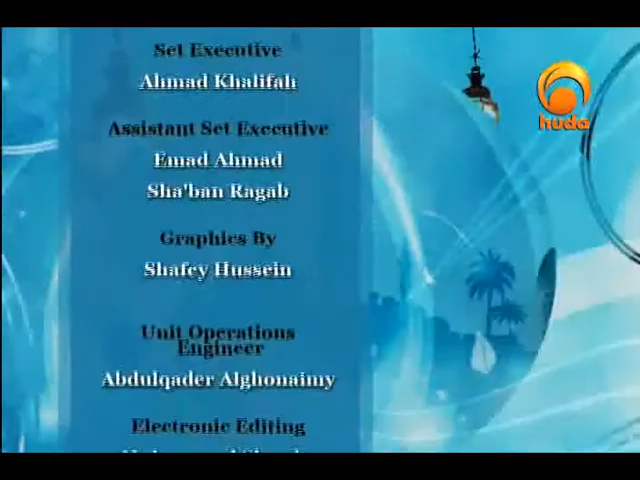 Set Executive
Ahmad Khalifah
huda
Assistant Set Executive
Emad Ahmad
Sha'ban Ragab
Graphics By
Shafey Hussein
Unit Operations
Engineer
Abdulqader Alghonaimy
Electronic Editing